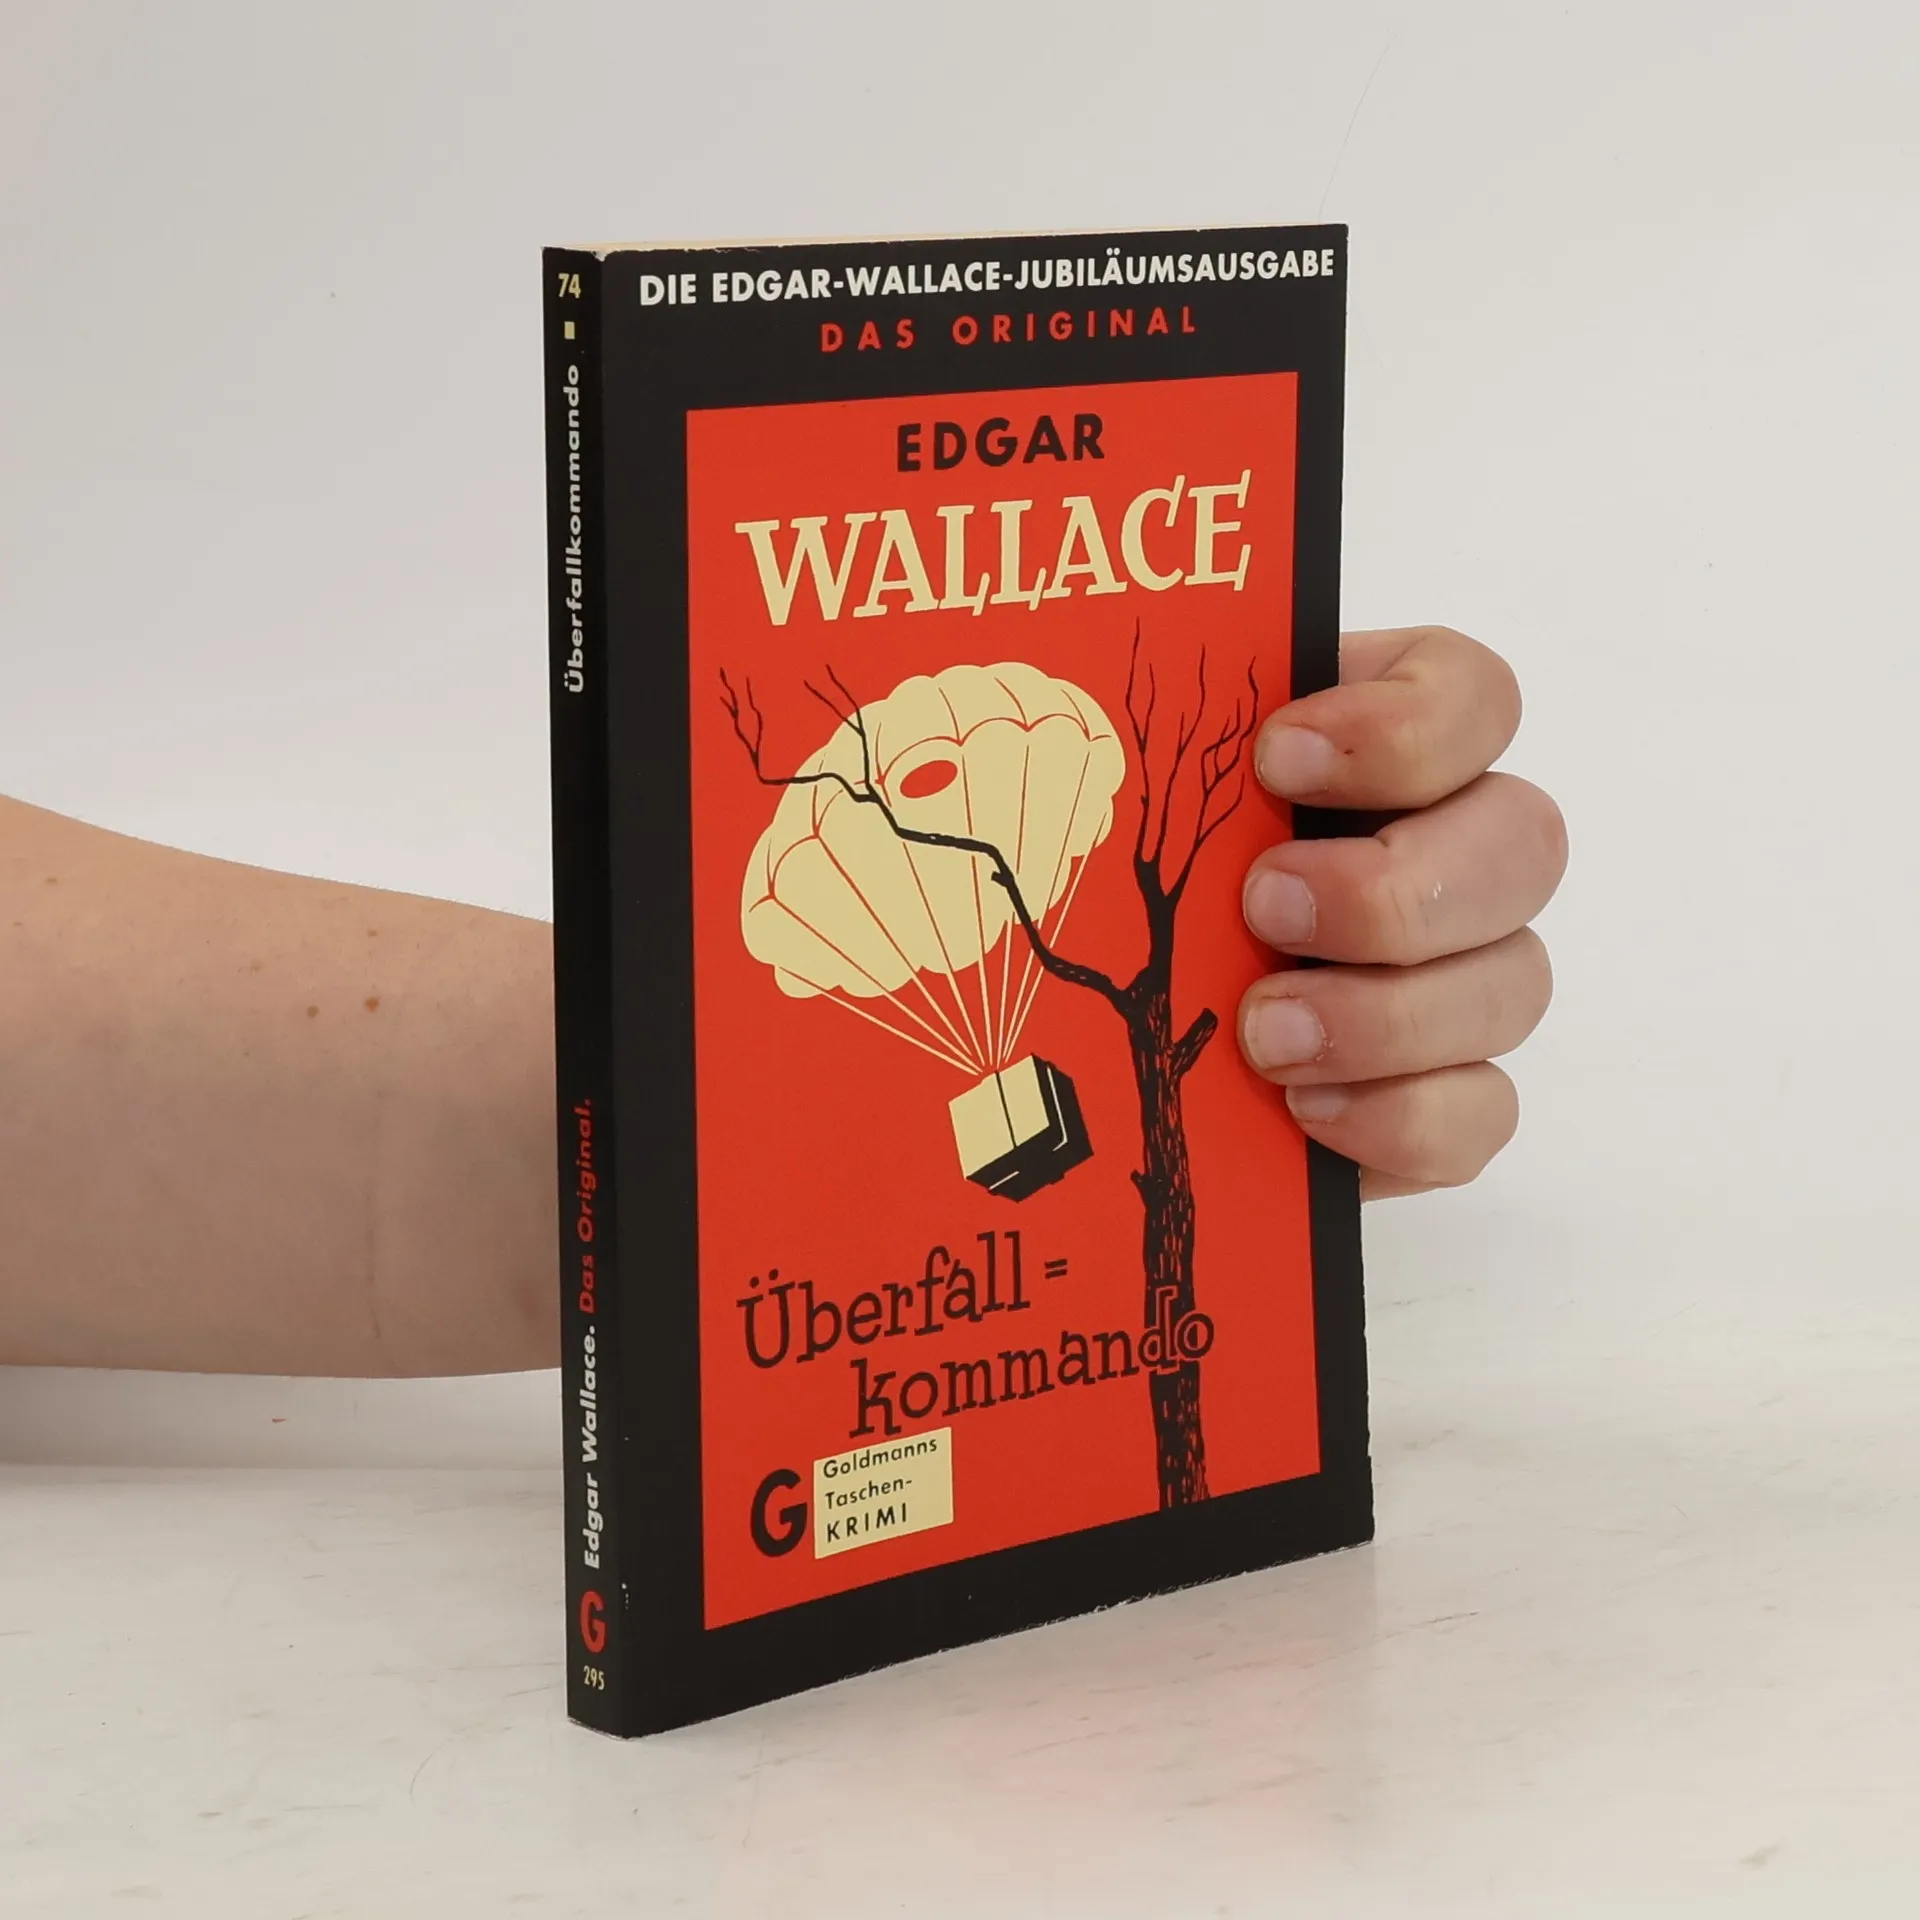 DIE EDGAR-WALLACE-JUBILÄUMSAUSGABE
DAS ORIGINAL
EDGAR
WALLACE
Überfall=
kommando
G
Goldmanns
Taschen-
KRIMI
74 ▪ Überfallkommando
Edgar Wallace. Das Original.
G
295